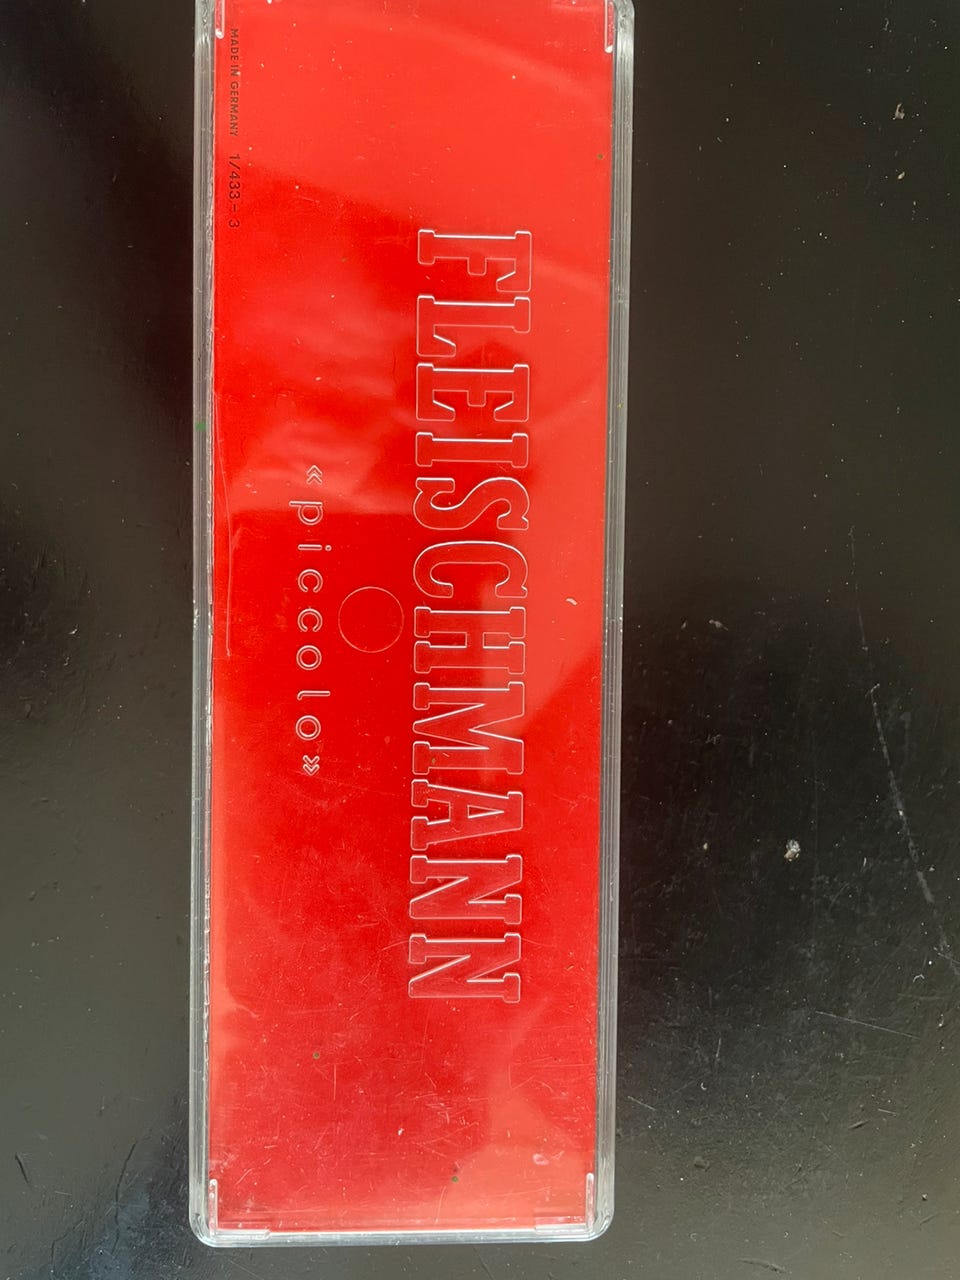 FLEISCHMANN
«piccolo»
MADE IN GERMANY 1/433-3